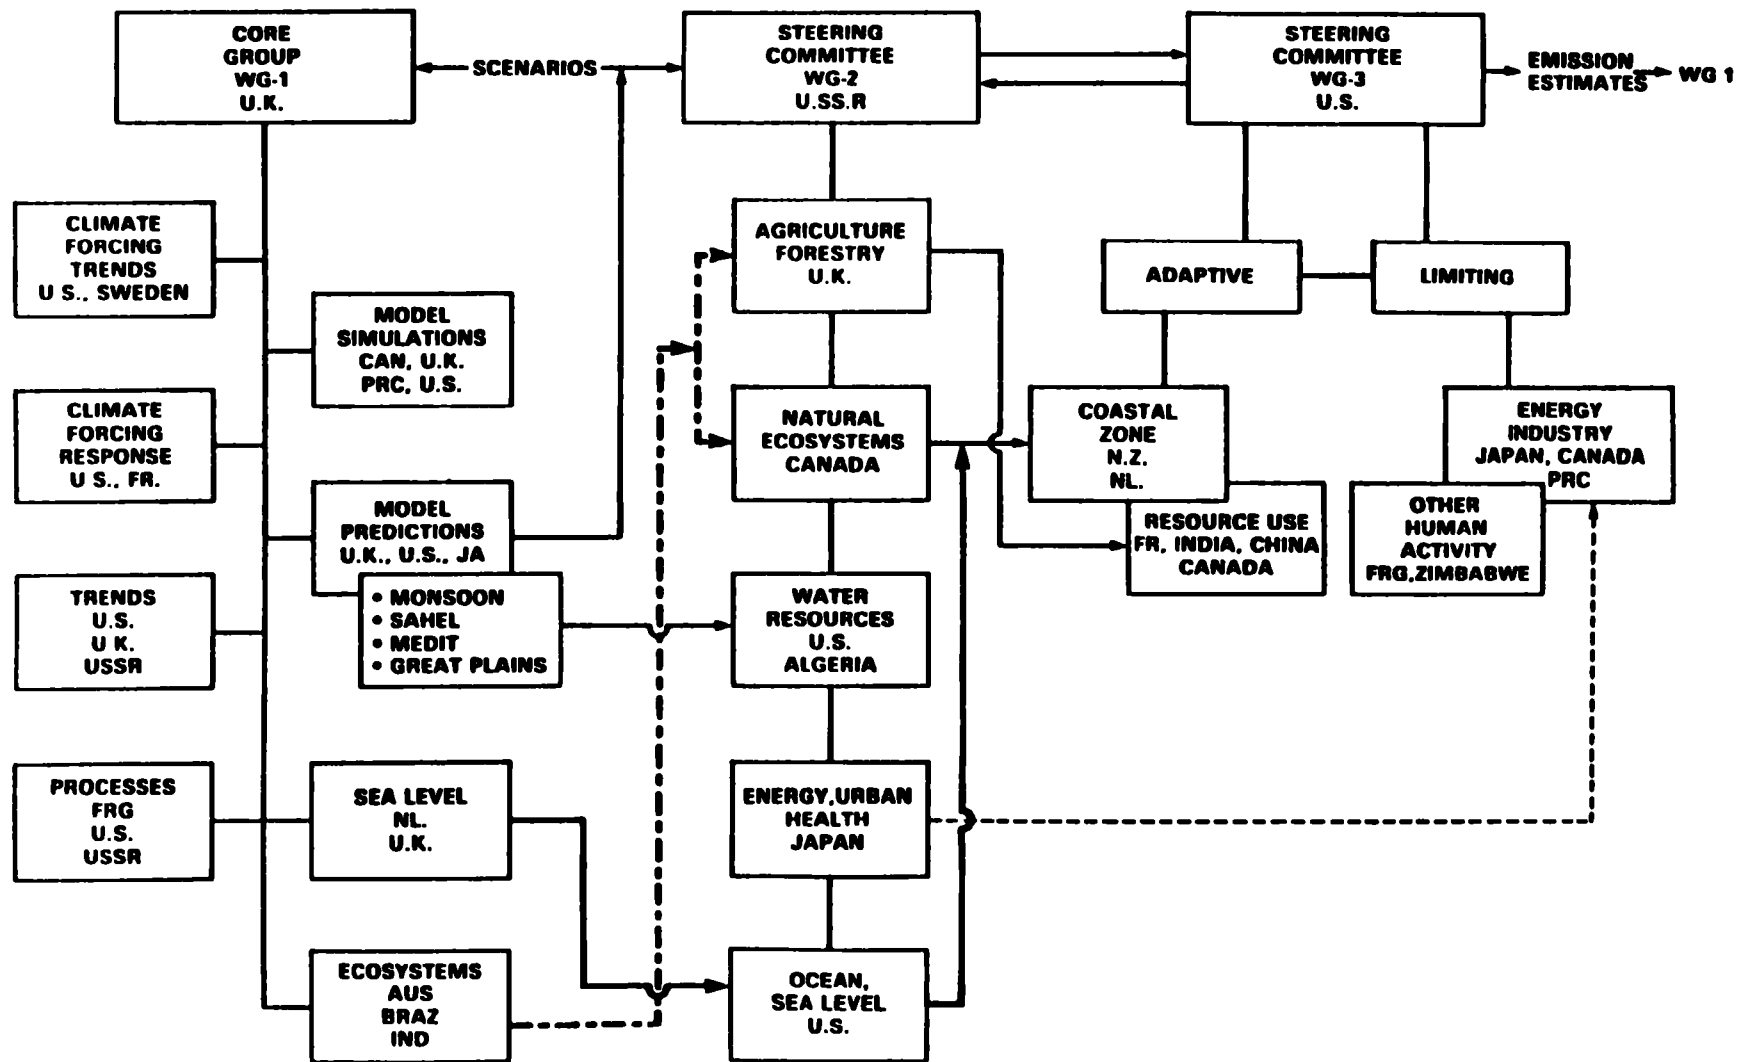 CORE
GROUP
WG-1
U.K.
SCENARIOS
STEERING
COMMITTEE
WG-2
U.SS.R
STEERING
COMMITTEE
WG-3
U.S.
EMISSION
ESTIMATES
WG 1
CLIMATE
FORCING
TRENDS
U S., SWEDEN
MODEL
SIMULATIONS
CAN, U.K.
PRC, U.S.
CLIMATE
FORCING
RESPONSE
U S., FR.
MODEL
PREDICTIONS
U.K., U.S., JA
• MONSOON
• SAHEL
• MEDIT
• GREAT PLAINS
TRENDS
U.S.
U K.
USSR
PROCESSES
FRG
U.S.
USSR
SEA LEVEL
NL.
U.K.
ECOSYSTEMS
AUS
BRAZ
IND
AGRICULTURE
FORESTRY
U.K.
NATURAL
ECOSYSTEMS
CANADA
WATER
RESOURCES
U.S.
ALGERIA
ENERGY,URBAN
HEALTH
JAPAN
OCEAN,
SEA LEVEL
U.S.
ADAPTIVE
LIMITING
COASTAL
ZONE
N.Z.
NL.
RESOURCE USE
FR, INDIA, CHINA
CANADA
ENERGY
INDUSTRY
JAPAN, CANADA
PRC
OTHER
HUMAN
ACTIVITY
FRG,ZIMBABWE